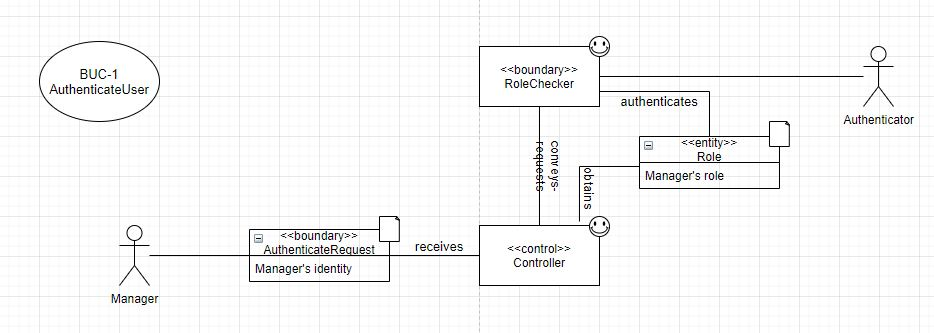 BUC-1
AuthenticateUser
<<boundary>>
RoleChecker
authenticates
Authenticator
conveys-
requests
obtains
<<entity>>
Role
Manager's role
Manager
<<boundary>>
AuthenticateRequest
Manager's identity
receives
<<control>>
Controller